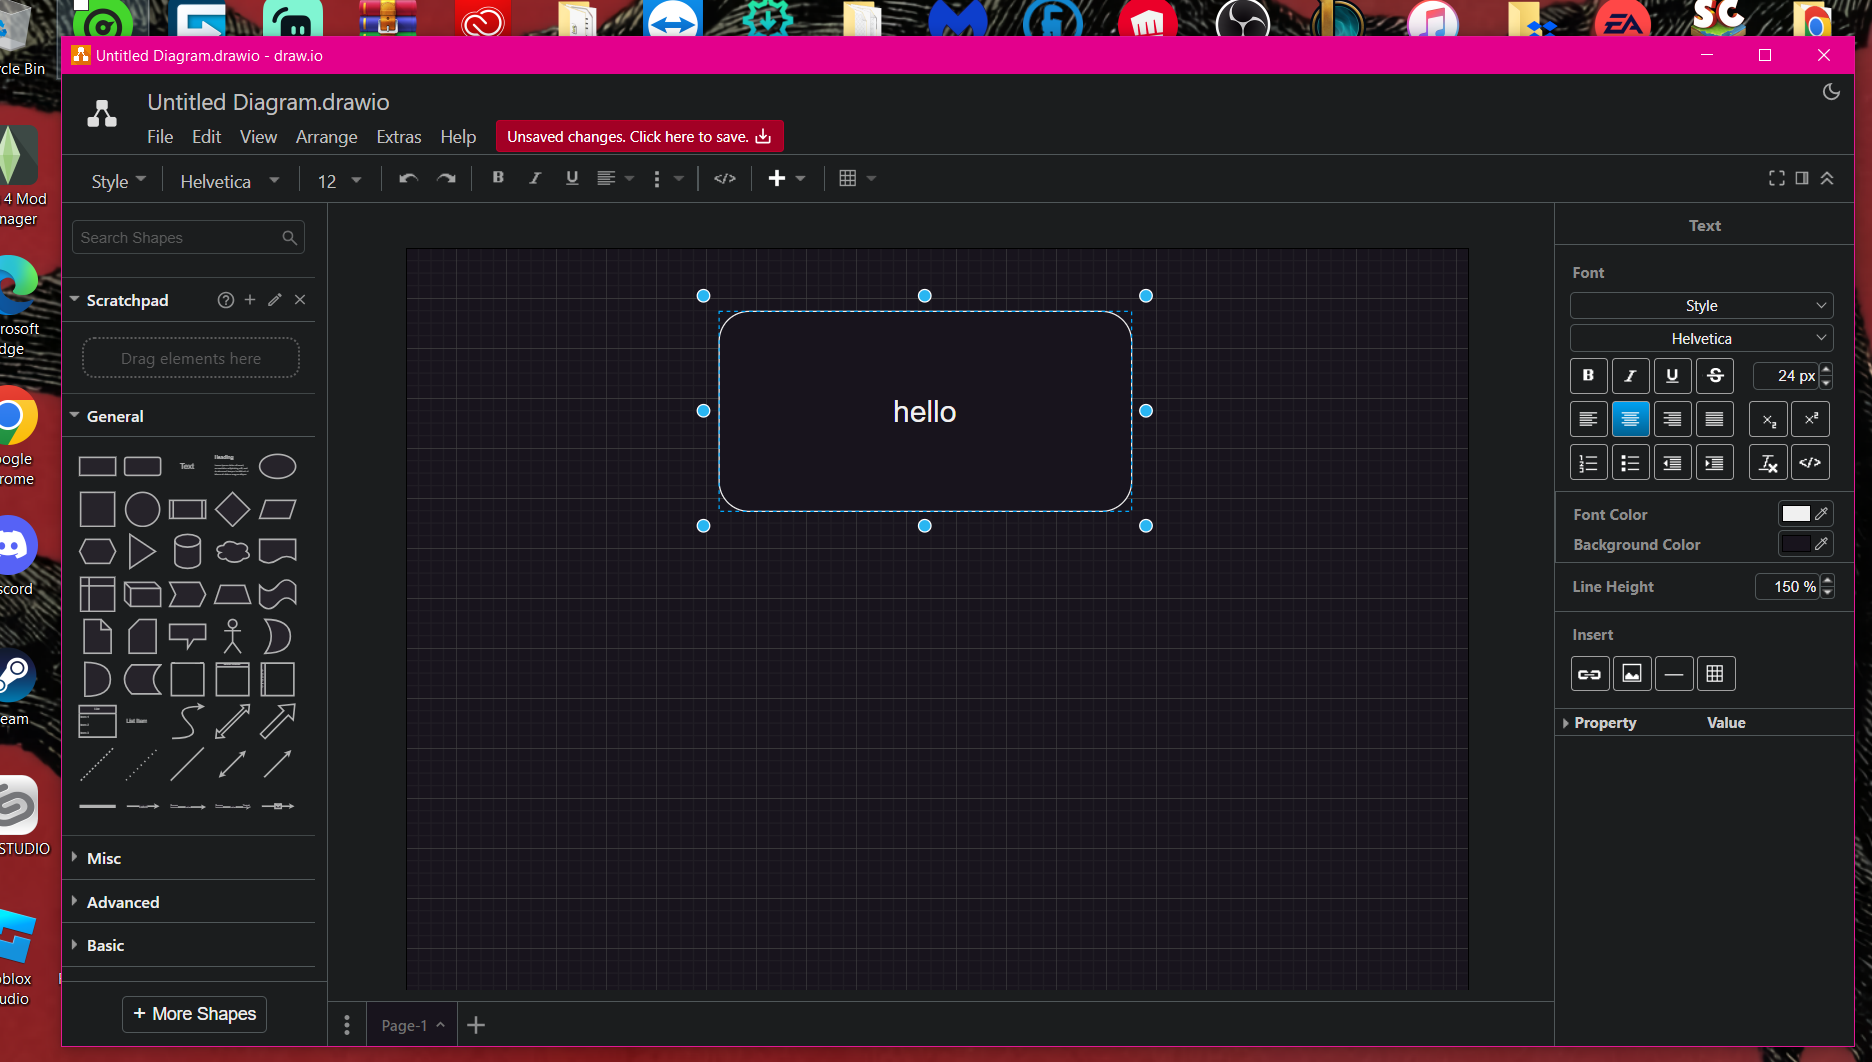 cle Bin
Untitled Diagram.drawio - draw.io
Untitled Diagram.drawio
File Edit View Arrange Extras Help Unsaved changes. Click here to save.
Style Helvetica 12 B I U </>
4 Mod
nager
rosoft
dge
ogle
rome
scord
eam
STUDIO
blox
udio
Search Shapes
Scratchpad
Drag elements here
General
Text
Heading
List Item
Misc
Advanced
Basic
+ More Shapes
hello
Page-1
Text
Font
Style
Helvetica
B I U S 24 px
Font Color
Background Color
Line Height 150 %
Insert
Property Value
SC
EA